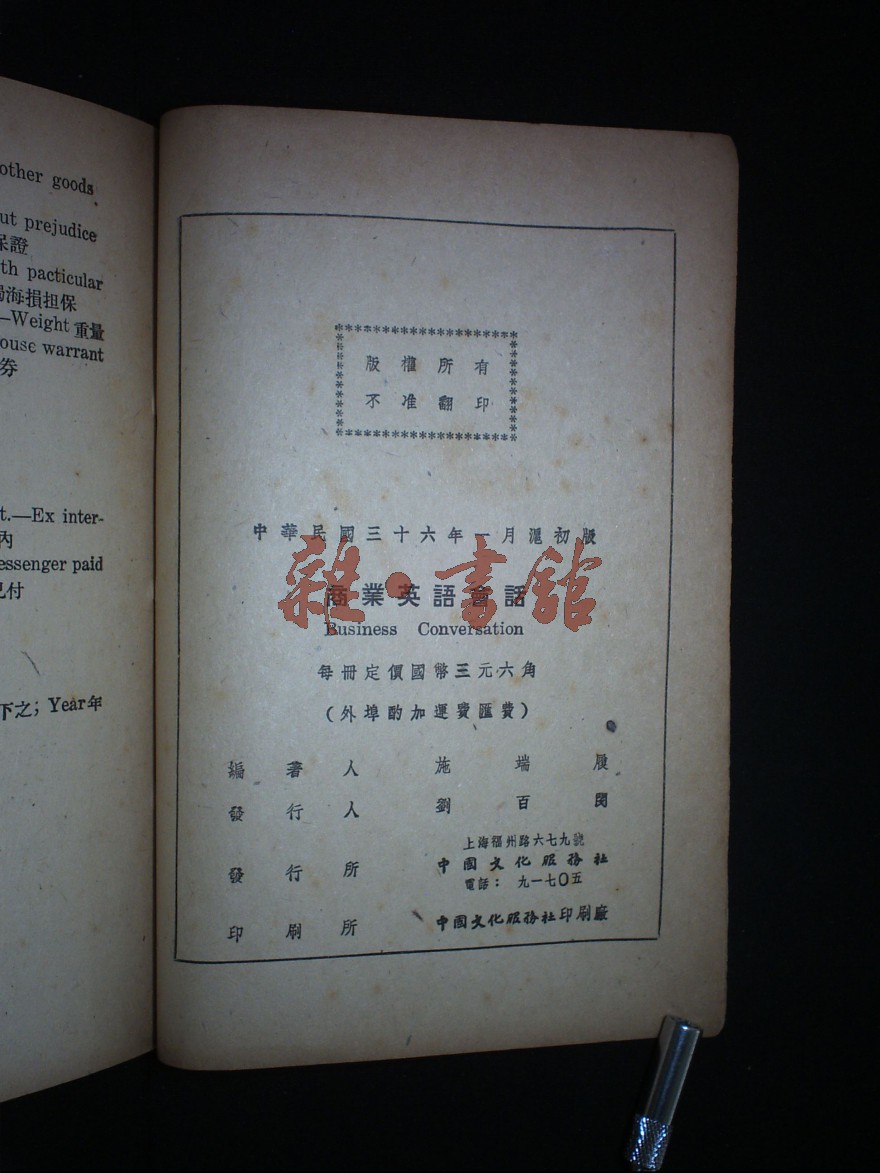 other goods
ut prejudice
保證
th pacticular
海損担保
—Weight 重量
ouse warrant
券
t.—Ex inter-
內
essenger paid
已付
下之; Year年
版權所有
不准翻印
中華民國三十六年一月滬初版
商業英語會話
Business Conversation
每冊定價國幣三元六角
(外埠酌加運費匯費)
編著人 施瑞履
發行人 劉百閔
上海福州路六七九號
發行所 中國文化服務社
電話: 九一七〇五
印刷所 中國文化服務社印刷廠
雜·書館